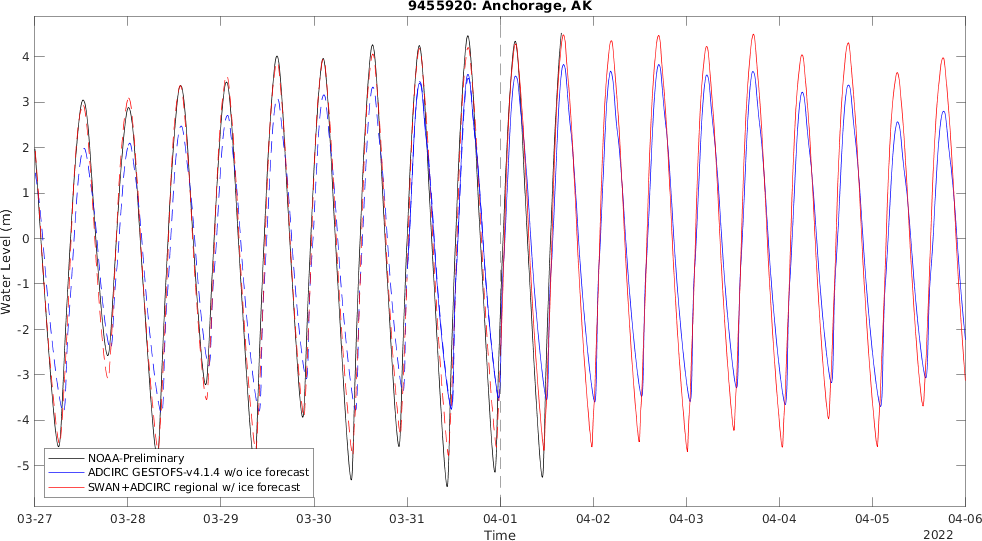 9455920: Anchorage, AK
Water Level (m)
4
3
2
1
0
-1
-2
-3
-4
-5
NOAA-Preliminary
ADCIRC GESTOFS-v4.1.4 w/o ice forecast
SWAN+ADCIRC regional w/ ice forecast
03-27 03-28 03-29 03-30 03-31 04-01 04-02 04-03 04-04 04-05 04-06
Time
2022